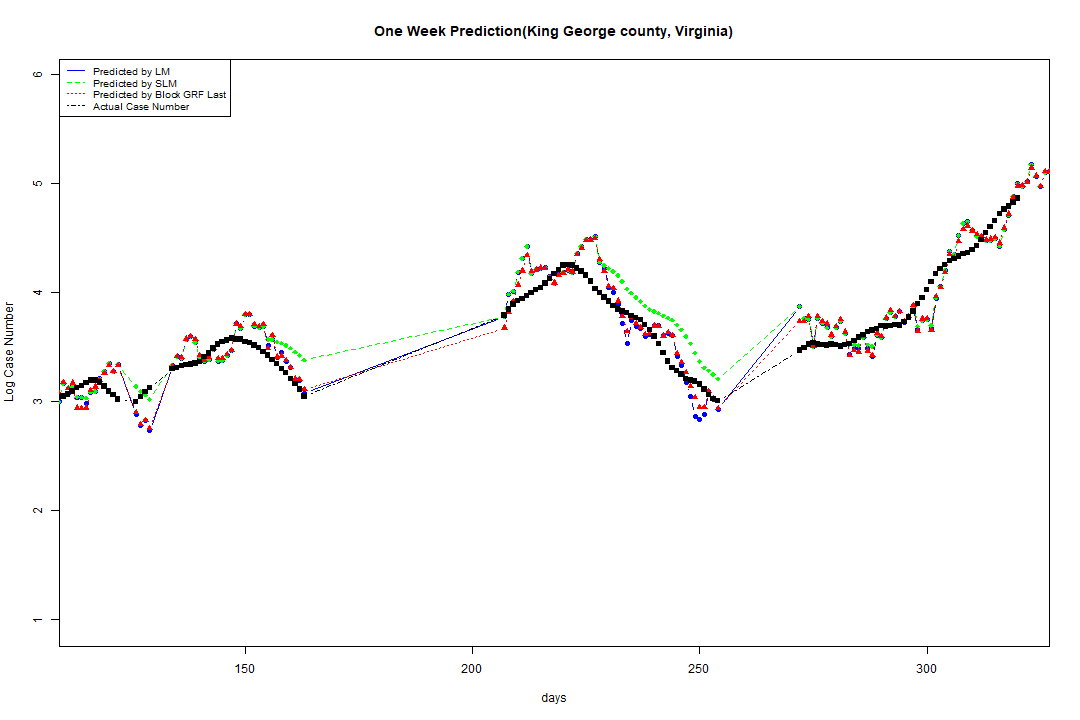 One Week Prediction(King George county, Virginia)
Predicted by LM
Predicted by SLM
Predicted by Block GRF Last
Actual Case Number
6
5
4
3
2
1
Log Case Number
150
200
250
300
days